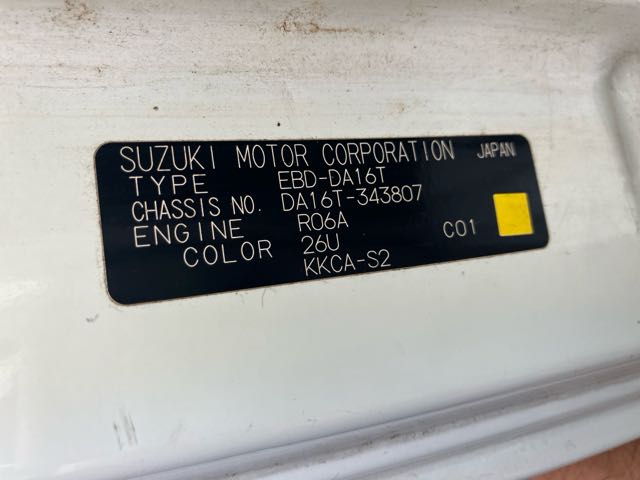 SUZUKI MOTOR CORPORATION JAPAN
TYPE EBD-DA16T
CHASSIS NO. DA16T-343807
ENGINE R06A
COLOR 26U C01
KKCA-S2